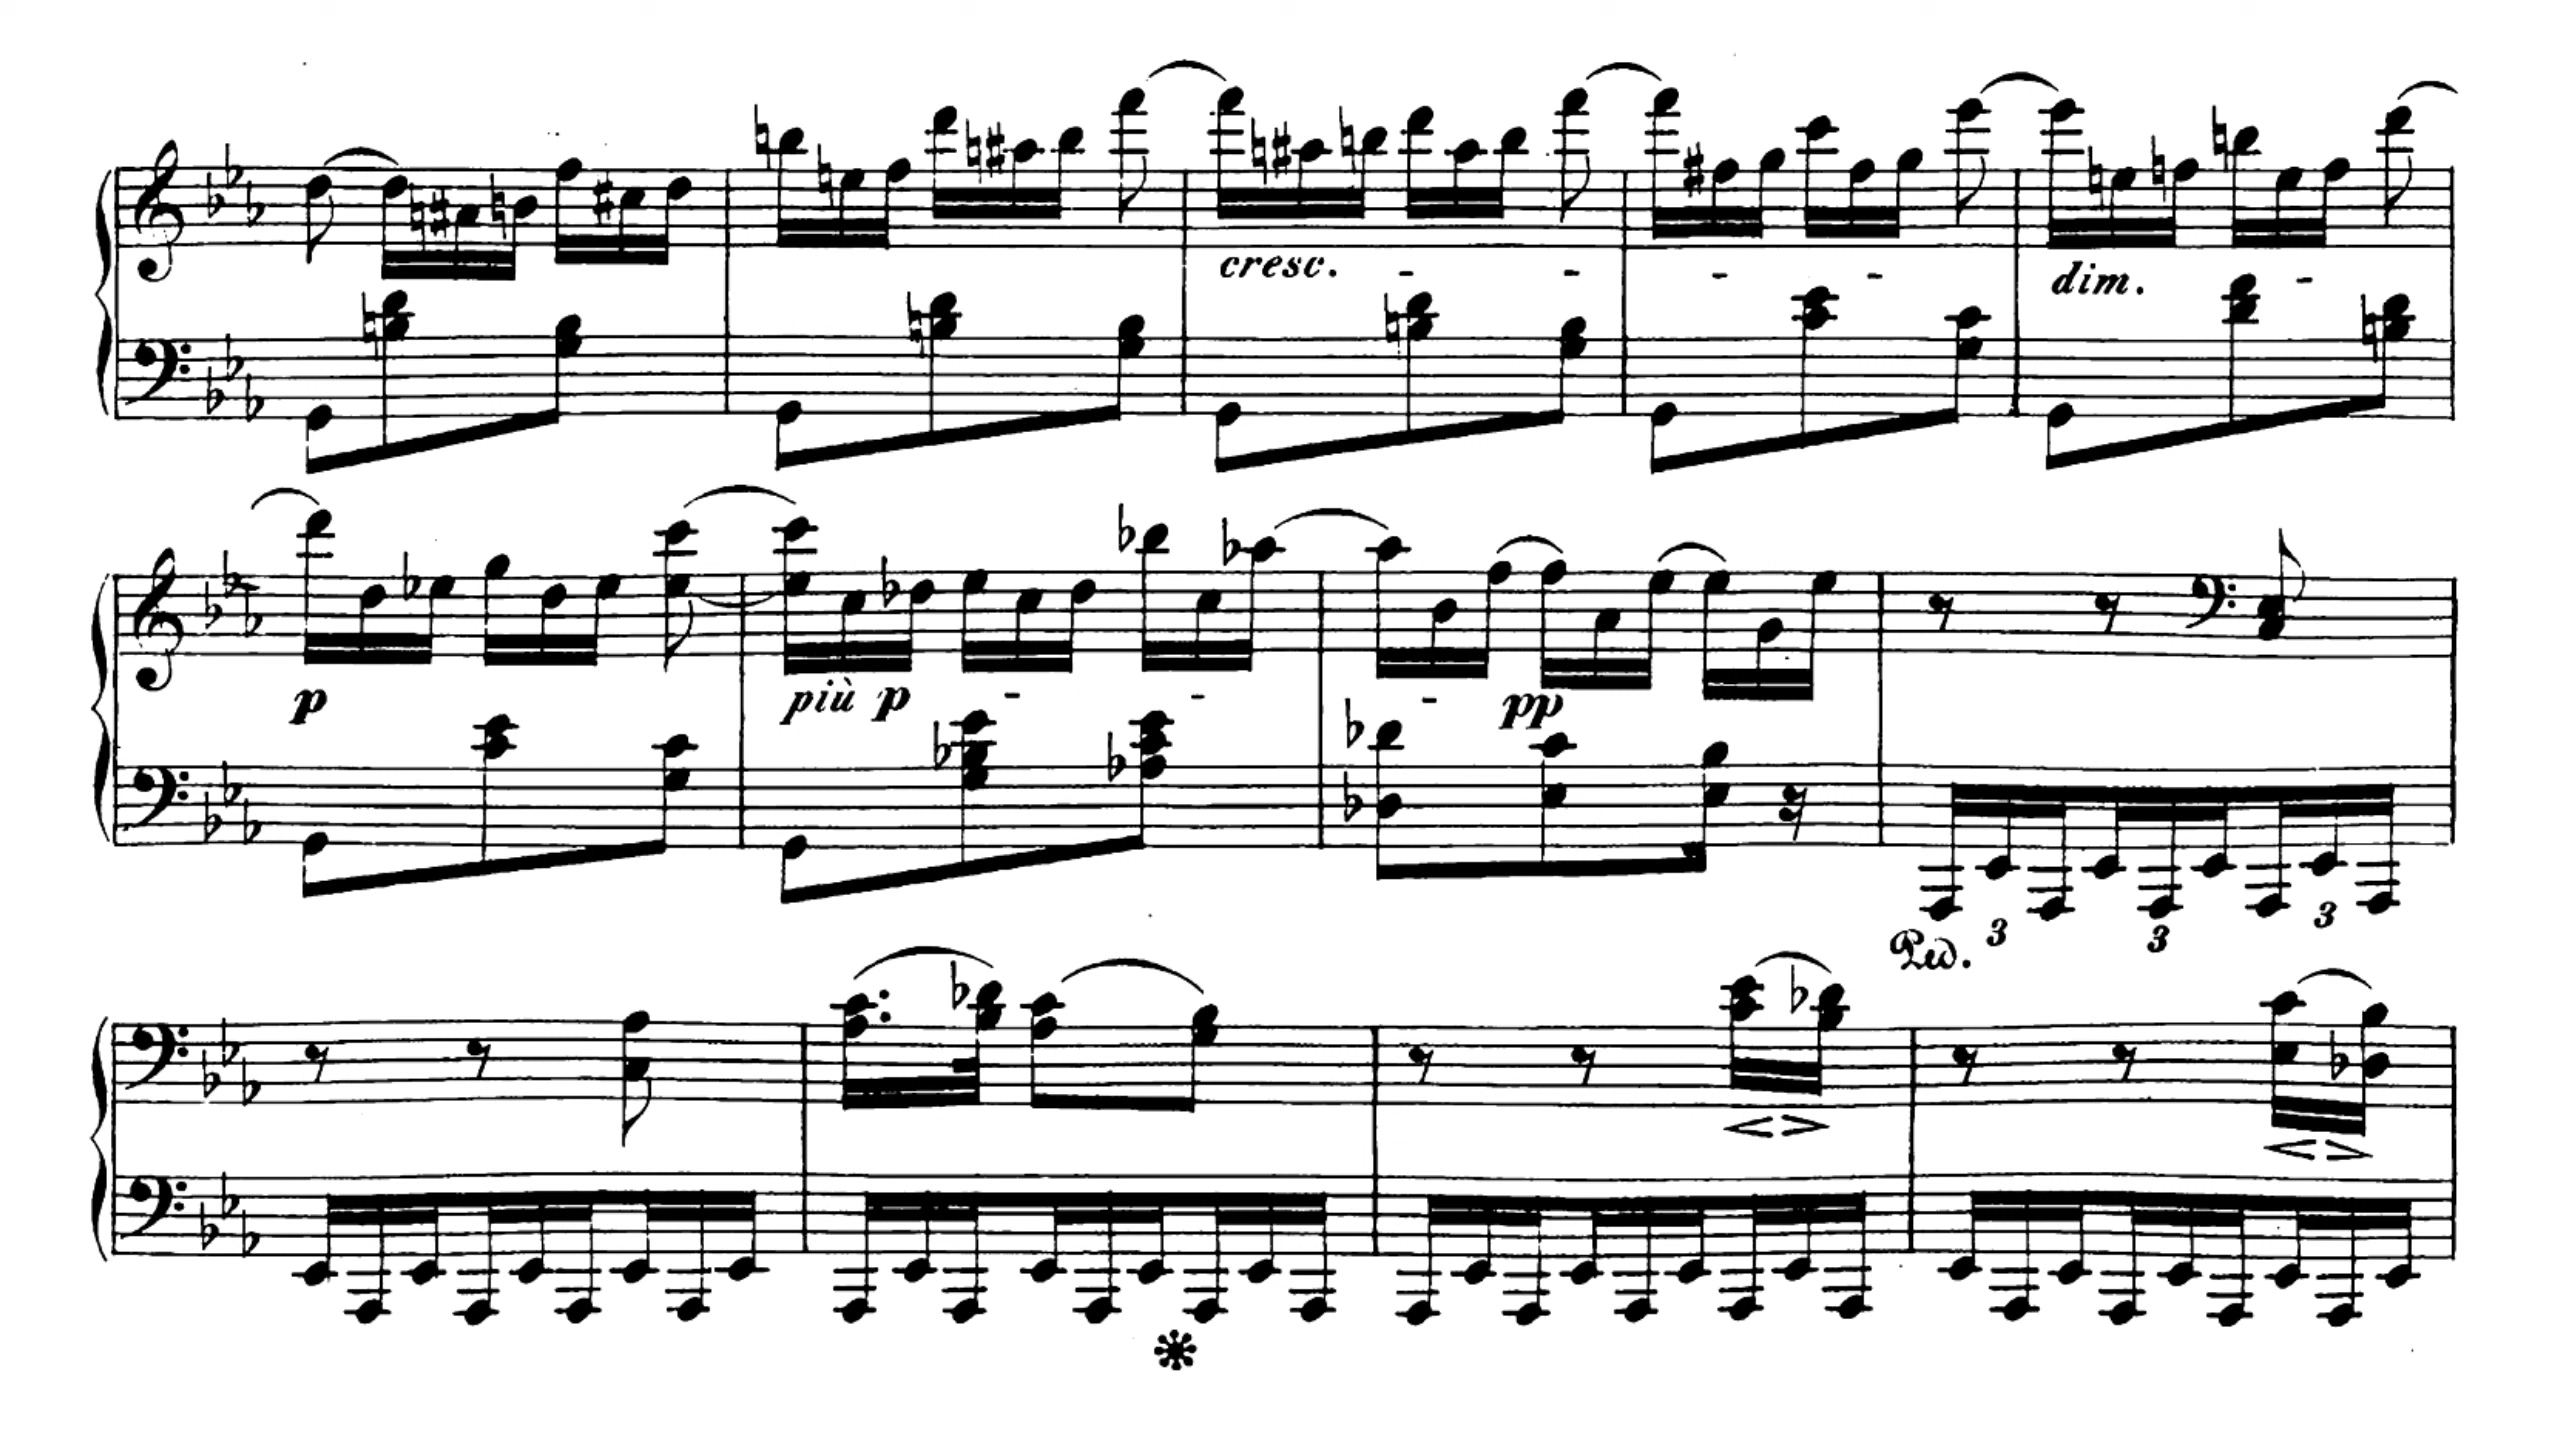 cresc. - - - - dim. -
p più p - - - pp
3 3 3
Ped.